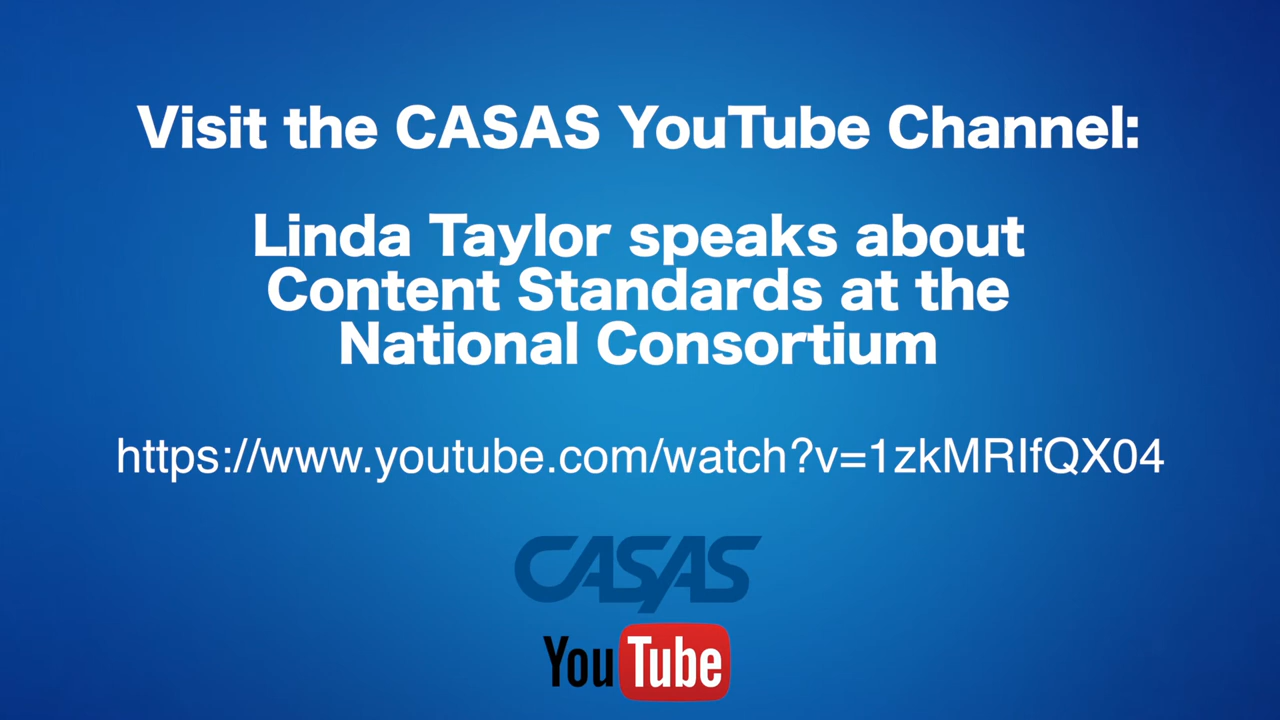 Visit the CASAS YouTube Channel:
Linda Taylor speaks about
Content Standards at the
National Consortium
https://www.youtube.com/watch?v=1zkMRIfQX04
CASAS
YouTube